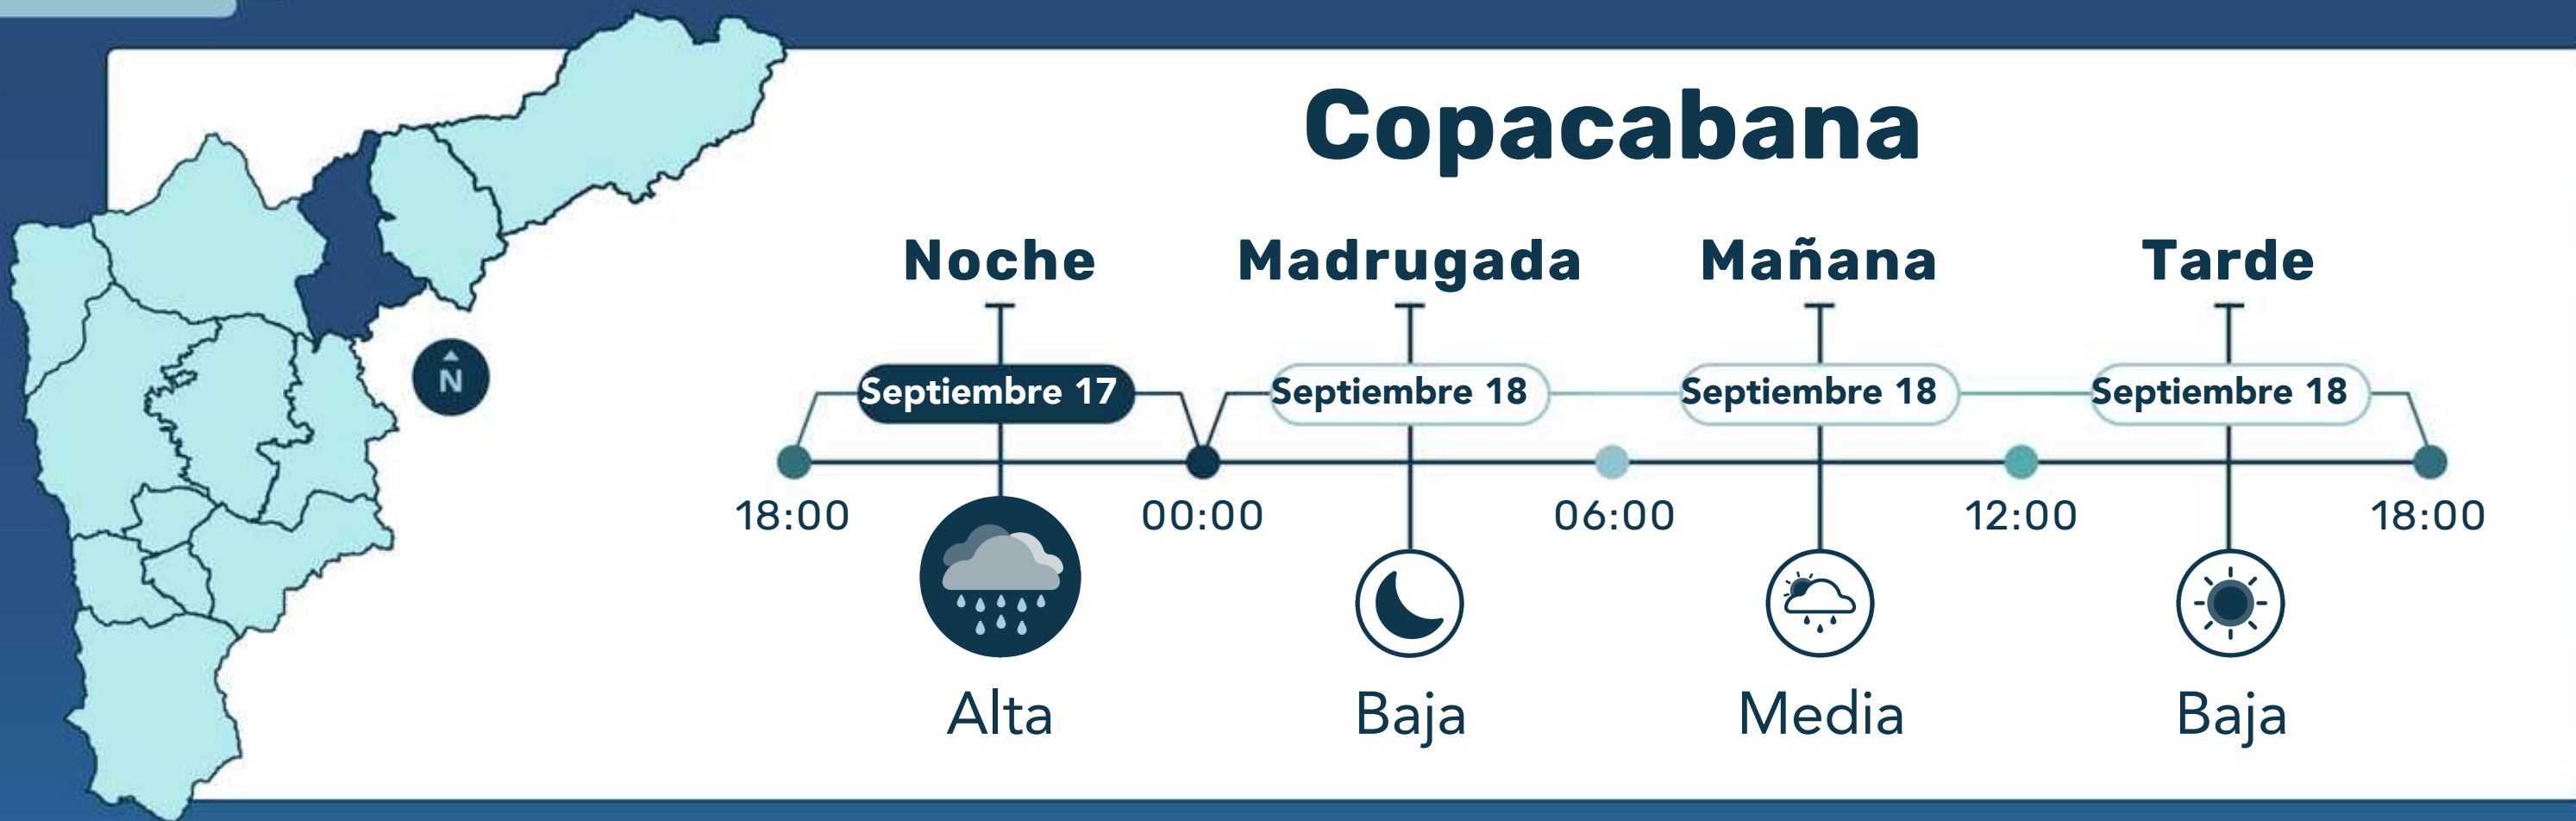 Copacabana
Noche Madrugada Mañana Tarde
N
Septiembre 17 Septiembre 18 Septiembre 18 Septiembre 18
18:00 00:00 06:00 12:00 18:00
Alta Baja Media Baja